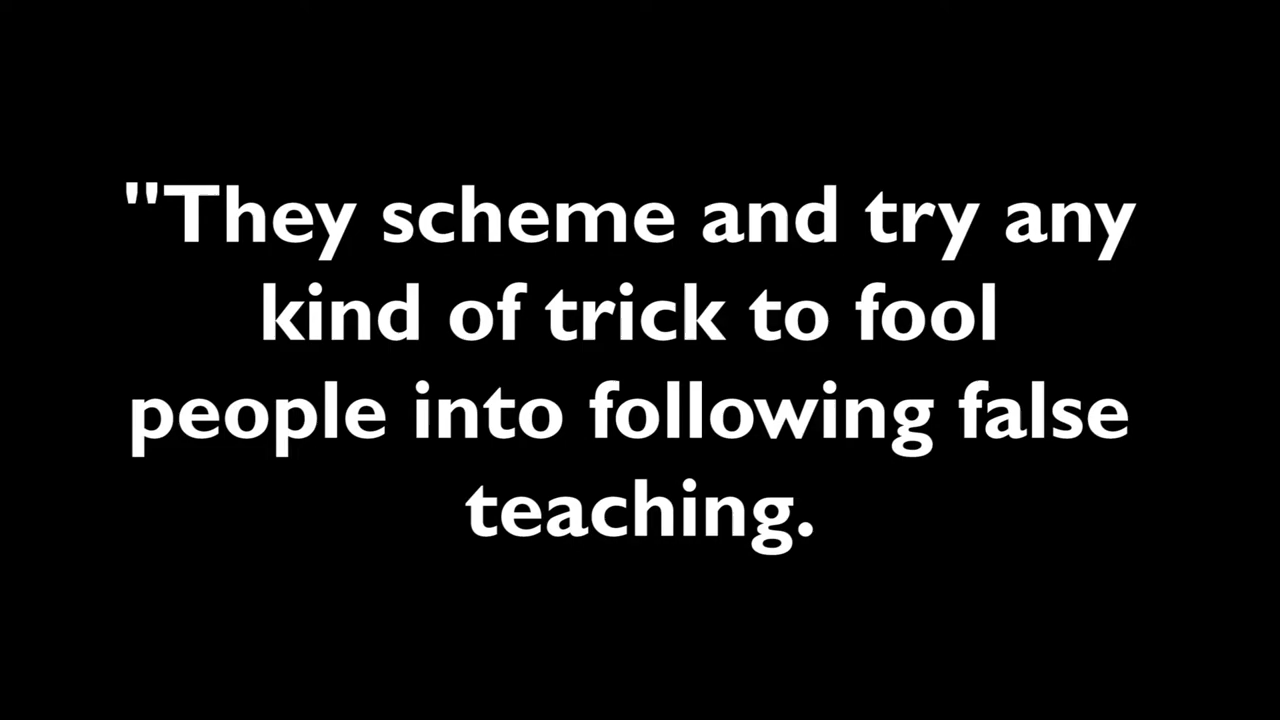 "They scheme and try any
kind of trick to fool
people into following false
teaching.